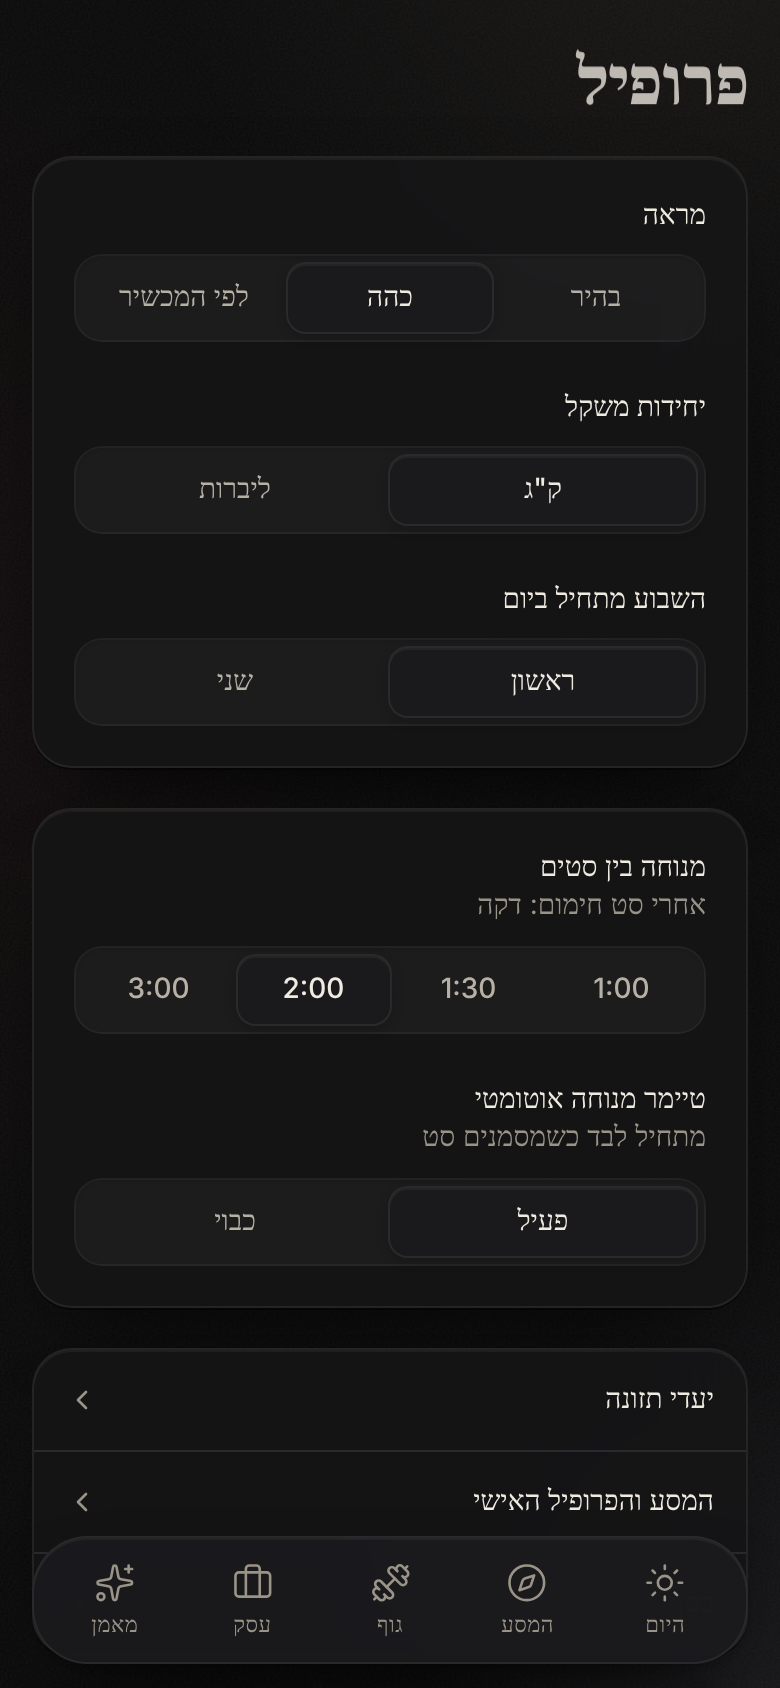 פרופיל
מראה
בהיר כהה לפי המכשיר
יחידות משקל
ק"ג ליברות
השבוע מתחיל ביום
ראשון שני
מנוחה בין סטים
אחרי סט חימום: דקה
1:00 1:30 2:00 3:00
טיימר מנוחה אוטומטי
מתחיל לבד כשמסמנים סט
פעיל כבוי
יעדי תזונה
המסע והפרופיל האישי
היום המסע גוף עסק מאמן